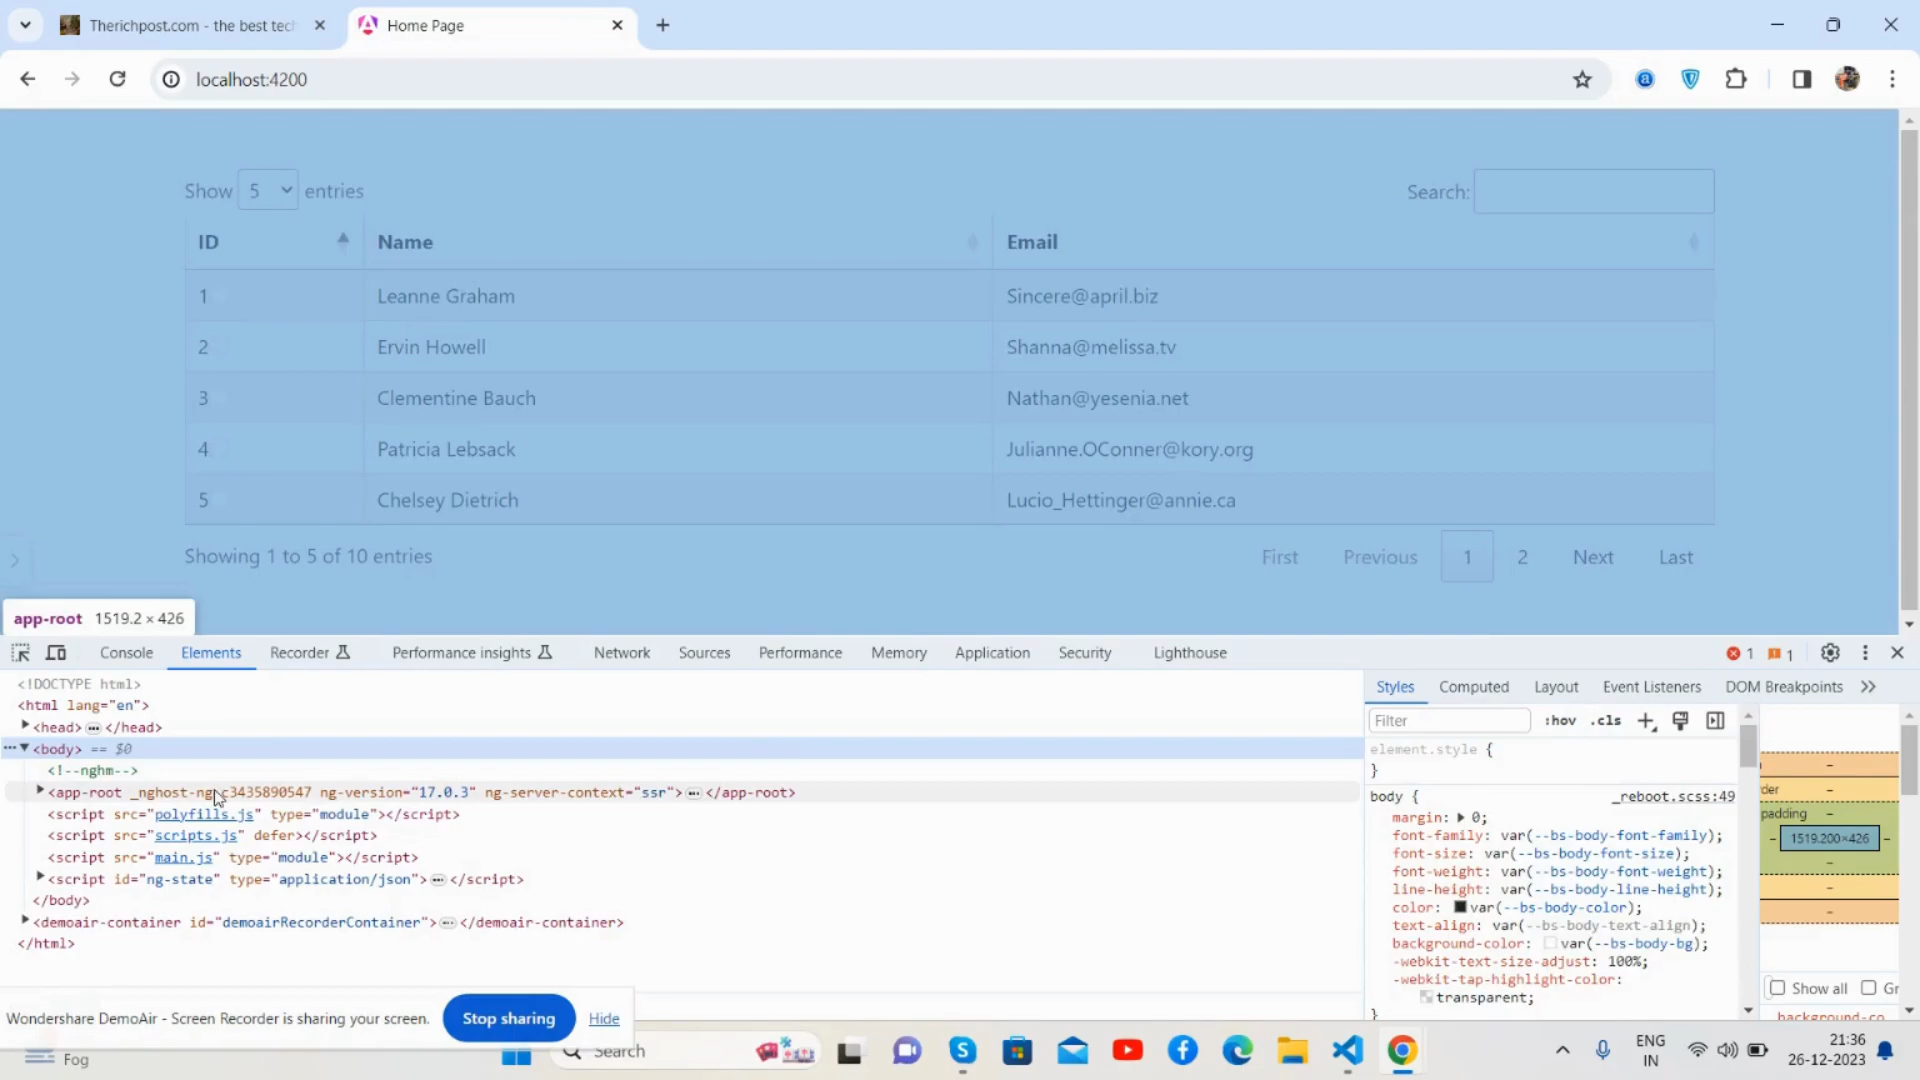 Therichpost.com - the best tech
Home Page
localhost:4200
Show 5 entries
Search:
ID Name Email
1 Leanne Graham Sincere@april.biz
2 Ervin Howell Shanna@melissa.tv
3 Clementine Bauch Nathan@yesenia.net
4 Patricia Lebsack Julianne.OConner@kory.org
5 Chelsey Dietrich Lucio_Hettinger@annie.ca
Showing 1 to 5 of 10 entries
First Previous 1 2 Next Last
app-root 1519.2 × 426
Console Elements Recorder Performance insights Network Sources Performance Memory Application Security Lighthouse 1 1
<!DOCTYPE html>
<html lang="en">
<head> ••• </head>
<body> == $0
<!--nghm-->
<app-root _nghost-ng-c3435890547 ng-version="17.0.3" ng-server-context="ssr"> ••• </app-root>
<script src="polyfills.js" type="module"></script>
<script src="scripts.js" defer></script>
<script src="main.js" type="module"></script>
<script id="ng-state" type="application/json"> ••• </script>
</body>
<demoair-container id="demoairRecorderContainer"> ••• </demoair-container>
</html>
Styles Computed Layout Event Listeners DOM Breakpoints
Filter :hov .cls
element.style {
}
body { _reboot.scss:49
margin: 0;
font-family: var(--bs-body-font-family);
font-size: var(--bs-body-font-size);
font-weight: var(--bs-body-font-weight);
line-height: var(--bs-body-line-height);
color: var(--bs-body-color);
text-align: var(--bs-body-text-align);
background-color: var(--bs-body-bg);
-webkit-text-size-adjust: 100%;
-webkit-tap-highlight-color:
transparent;
}
der
padding
1519.200×426
Show all Gr
background-co
Wondershare DemoAir - Screen Recorder is sharing your screen. Stop sharing Hide
Fog
Search
ENG
IN
21:36
26-12-2023